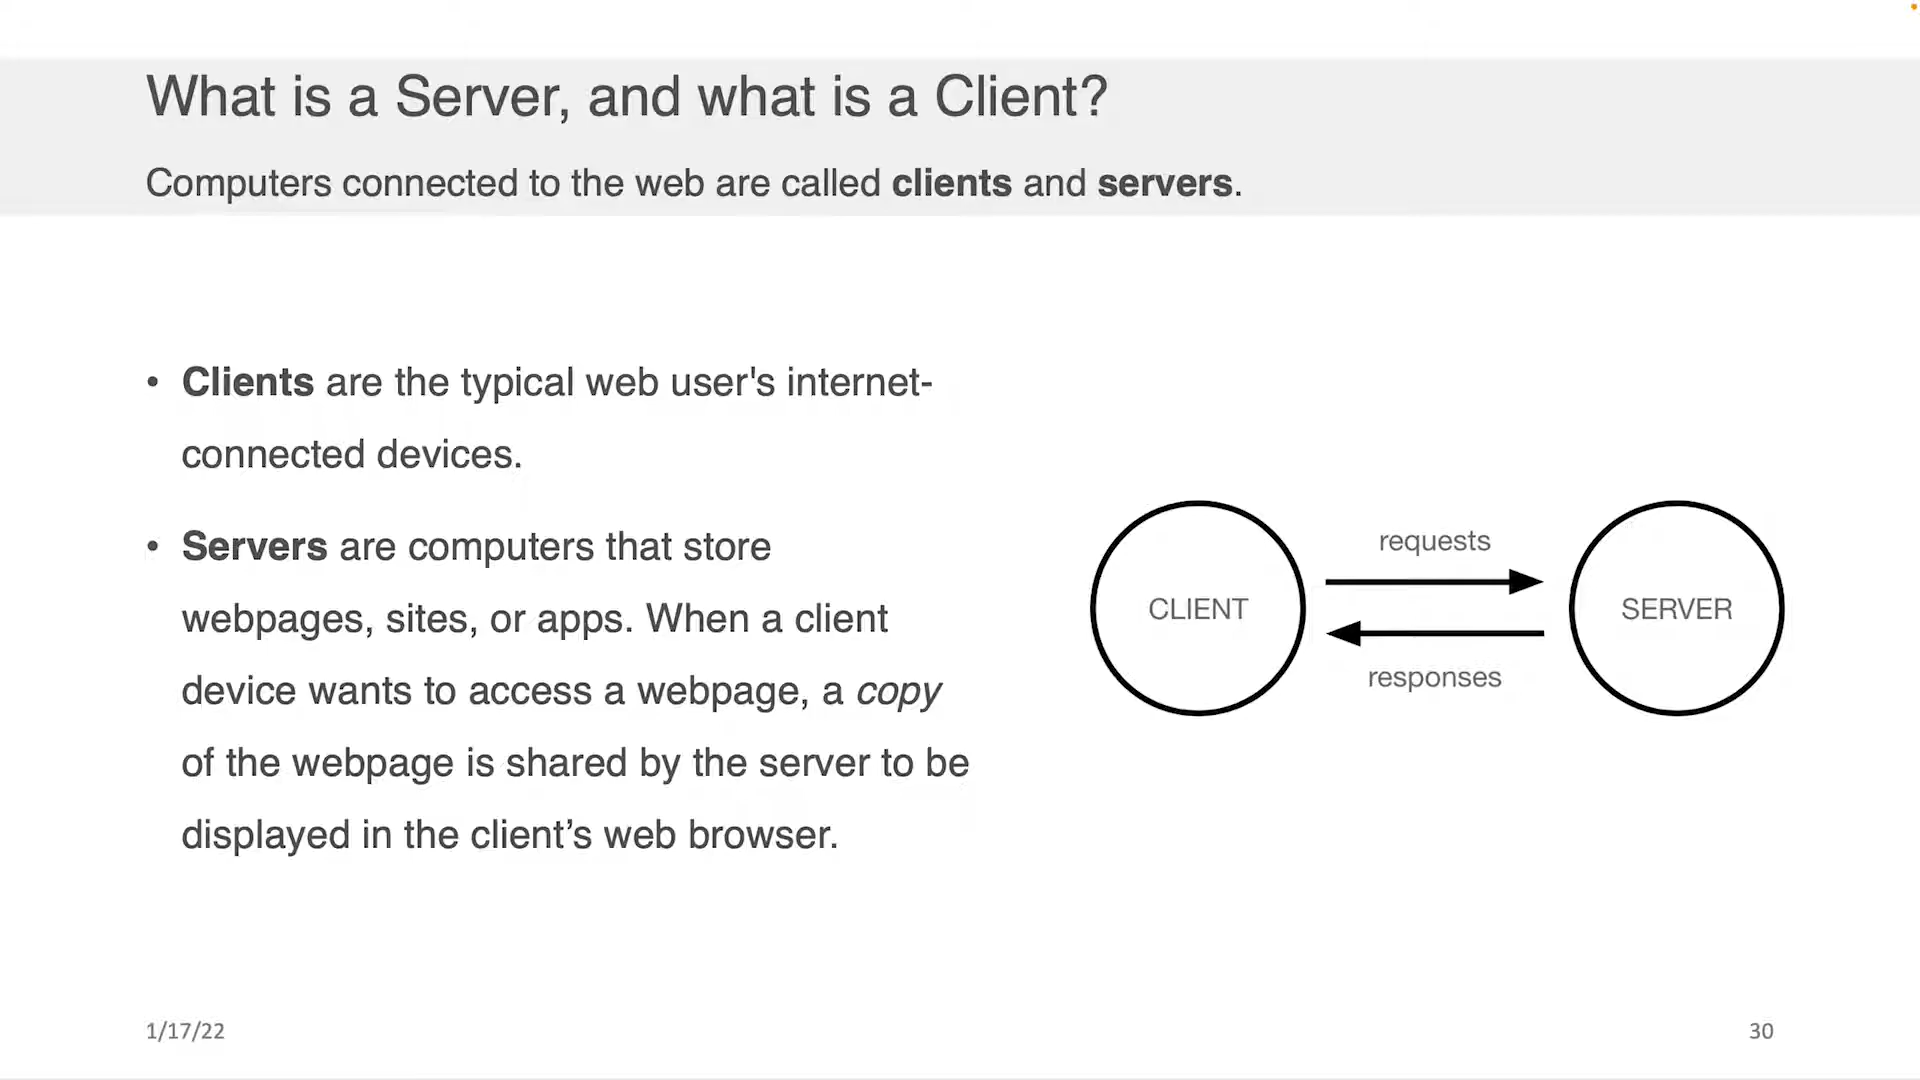 What is a Server, and what is a Client?
Computers connected to the web are called clients and servers.
• Clients are the typical web user's internet-
connected devices.
• Servers are computers that store
webpages, sites, or apps. When a client
device wants to access a webpage, a copy
of the webpage is shared by the server to be
displayed in the client’s web browser.
requests
CLIENT
SERVER
responses
1/17/22
30